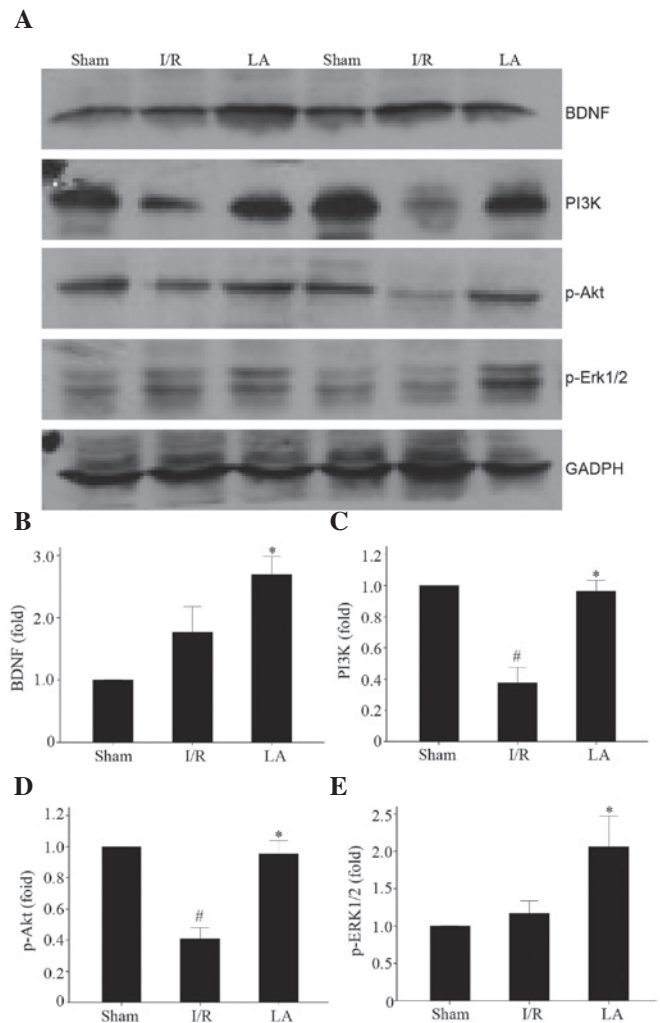 A
Sham I/R LA Sham I/R LA
BDNF
PI3K
p-Akt
p-Erk1/2
GADPH
B
BDNF (fold)
3.0
2.0
1.0
0
*
Sham I/R LA
C
PI3K (fold)
1.2
1.0
0.8
0.6
0.4
0.2
0
#
*
Sham I/R LA
D
p-Akt (foid)
1.2
1.0
0.8
0.6
0.4
0.2
0
#
*
Sham I/R LA
E
p-ERK1/2 (fold)
2.5
2.0
1.5
1.0
0.5
0
*
Sham I/R LA